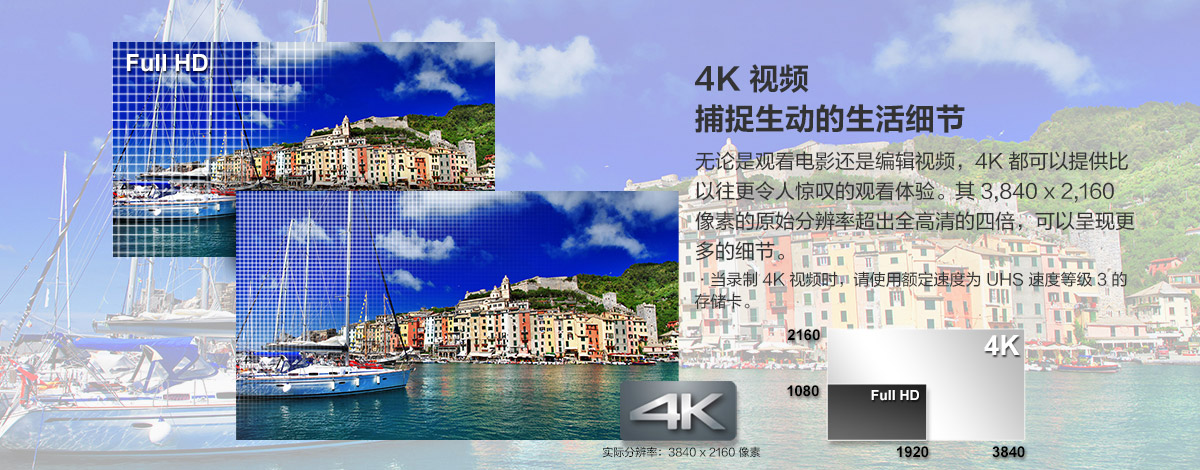 Full HD
4K 视频
捕捉生动的生活细节
无论是观看电影还是编辑视频，4K 都可以提供比
以往更令人惊叹的观看体验。其 3,840 x 2,160
像素的原始分辨率超出全高清的四倍，可以呈现更
多的细节。
· 当录制 4K 视频时，请使用额定速度为 UHS 速度等级 3 的
存储卡。
2160
4K
1080
Full HD
1920
3840
4K
实际分辨率：3840 x 2160 像素